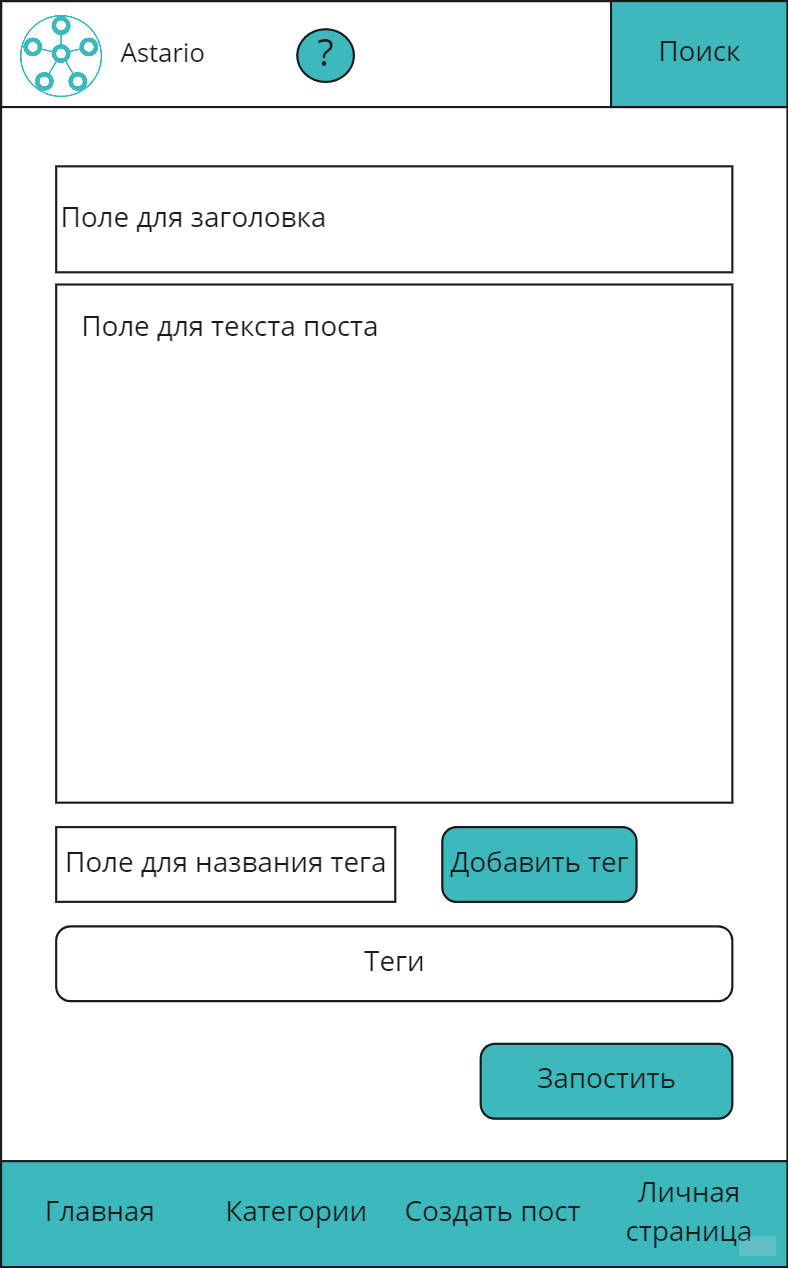 Astario
?
Поиск
Поле для заголовка
Поле для текста поста
Поле для названия тега
Добавить тег
Теги
Запостить
Главная
Категории
Создать пост
Личная
страница